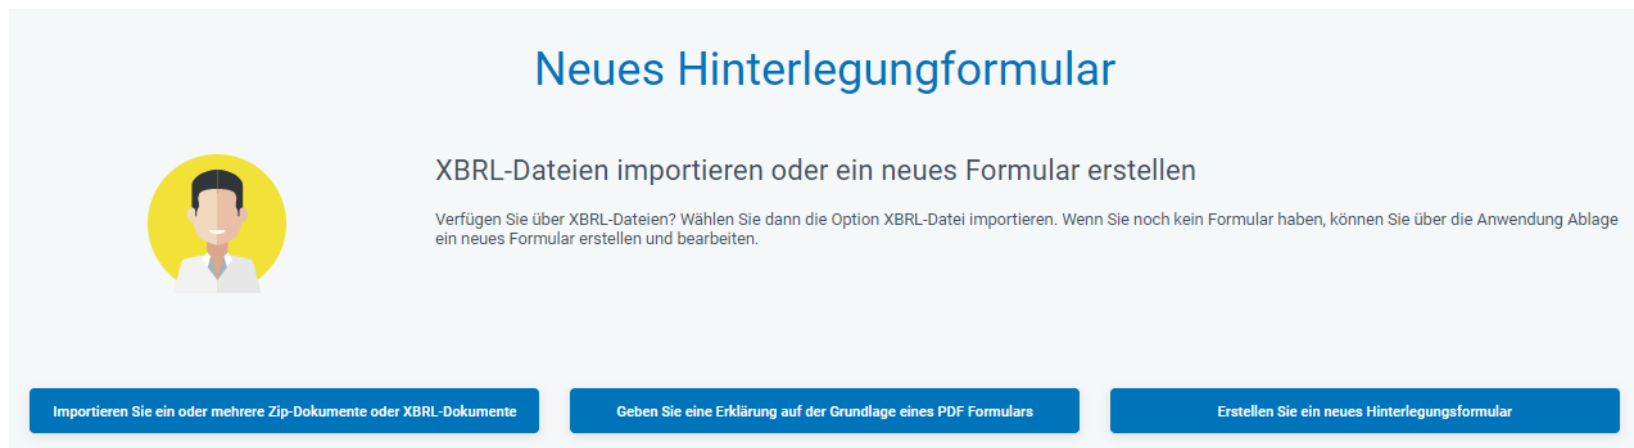 Neues Hinterlegungformular
XBRL-Dateien importieren oder ein neues Formular erstellen
Verfügen Sie über XBRL-Dateien? Wählen Sie dann die Option XBRL-Datei importieren. Wenn Sie noch kein Formular haben, können Sie über die Anwendung Ablage
ein neues Formular erstellen und bearbeiten.
Importieren Sie ein oder mehrere Zip-Dokumente oder XBRL-Dokumente
Geben Sie eine Erklärung auf der Grundlage eines PDF Formulars
Erstellen Sie ein neues Hinterlegungsformular